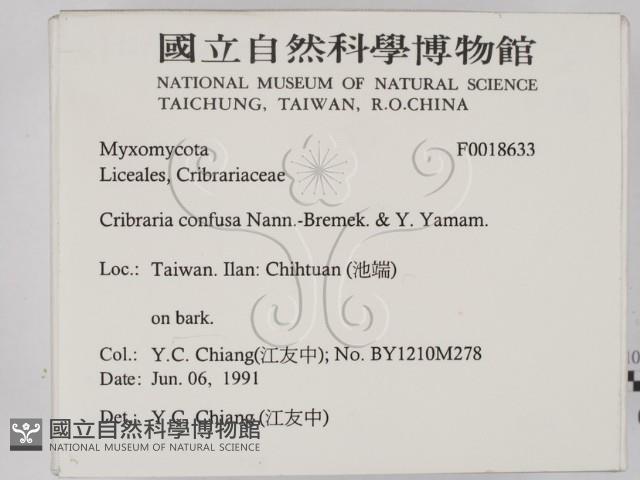 國立自然科學博物館
NATIONAL MUSEUM OF NATURAL SCIENCE
TAICHUNG, TAIWAN, R.O.CHINA
Myxomycota F0018633
Liceales, Cribrariaceae
Cribraria confusa Nann.-Bremek. & Y. Yamam.
Loc.: Taiwan. Ilan: Chihtuan (池端)
on bark.
Col.: Y.C. Chiang(江友中); No. BY1210M278
Date: Jun. 06, 1991
Det.: Y.C. Chiang (江友中)
國立自然科學博物館
NATIONAL MUSEUM OF NATURAL SCIENCE